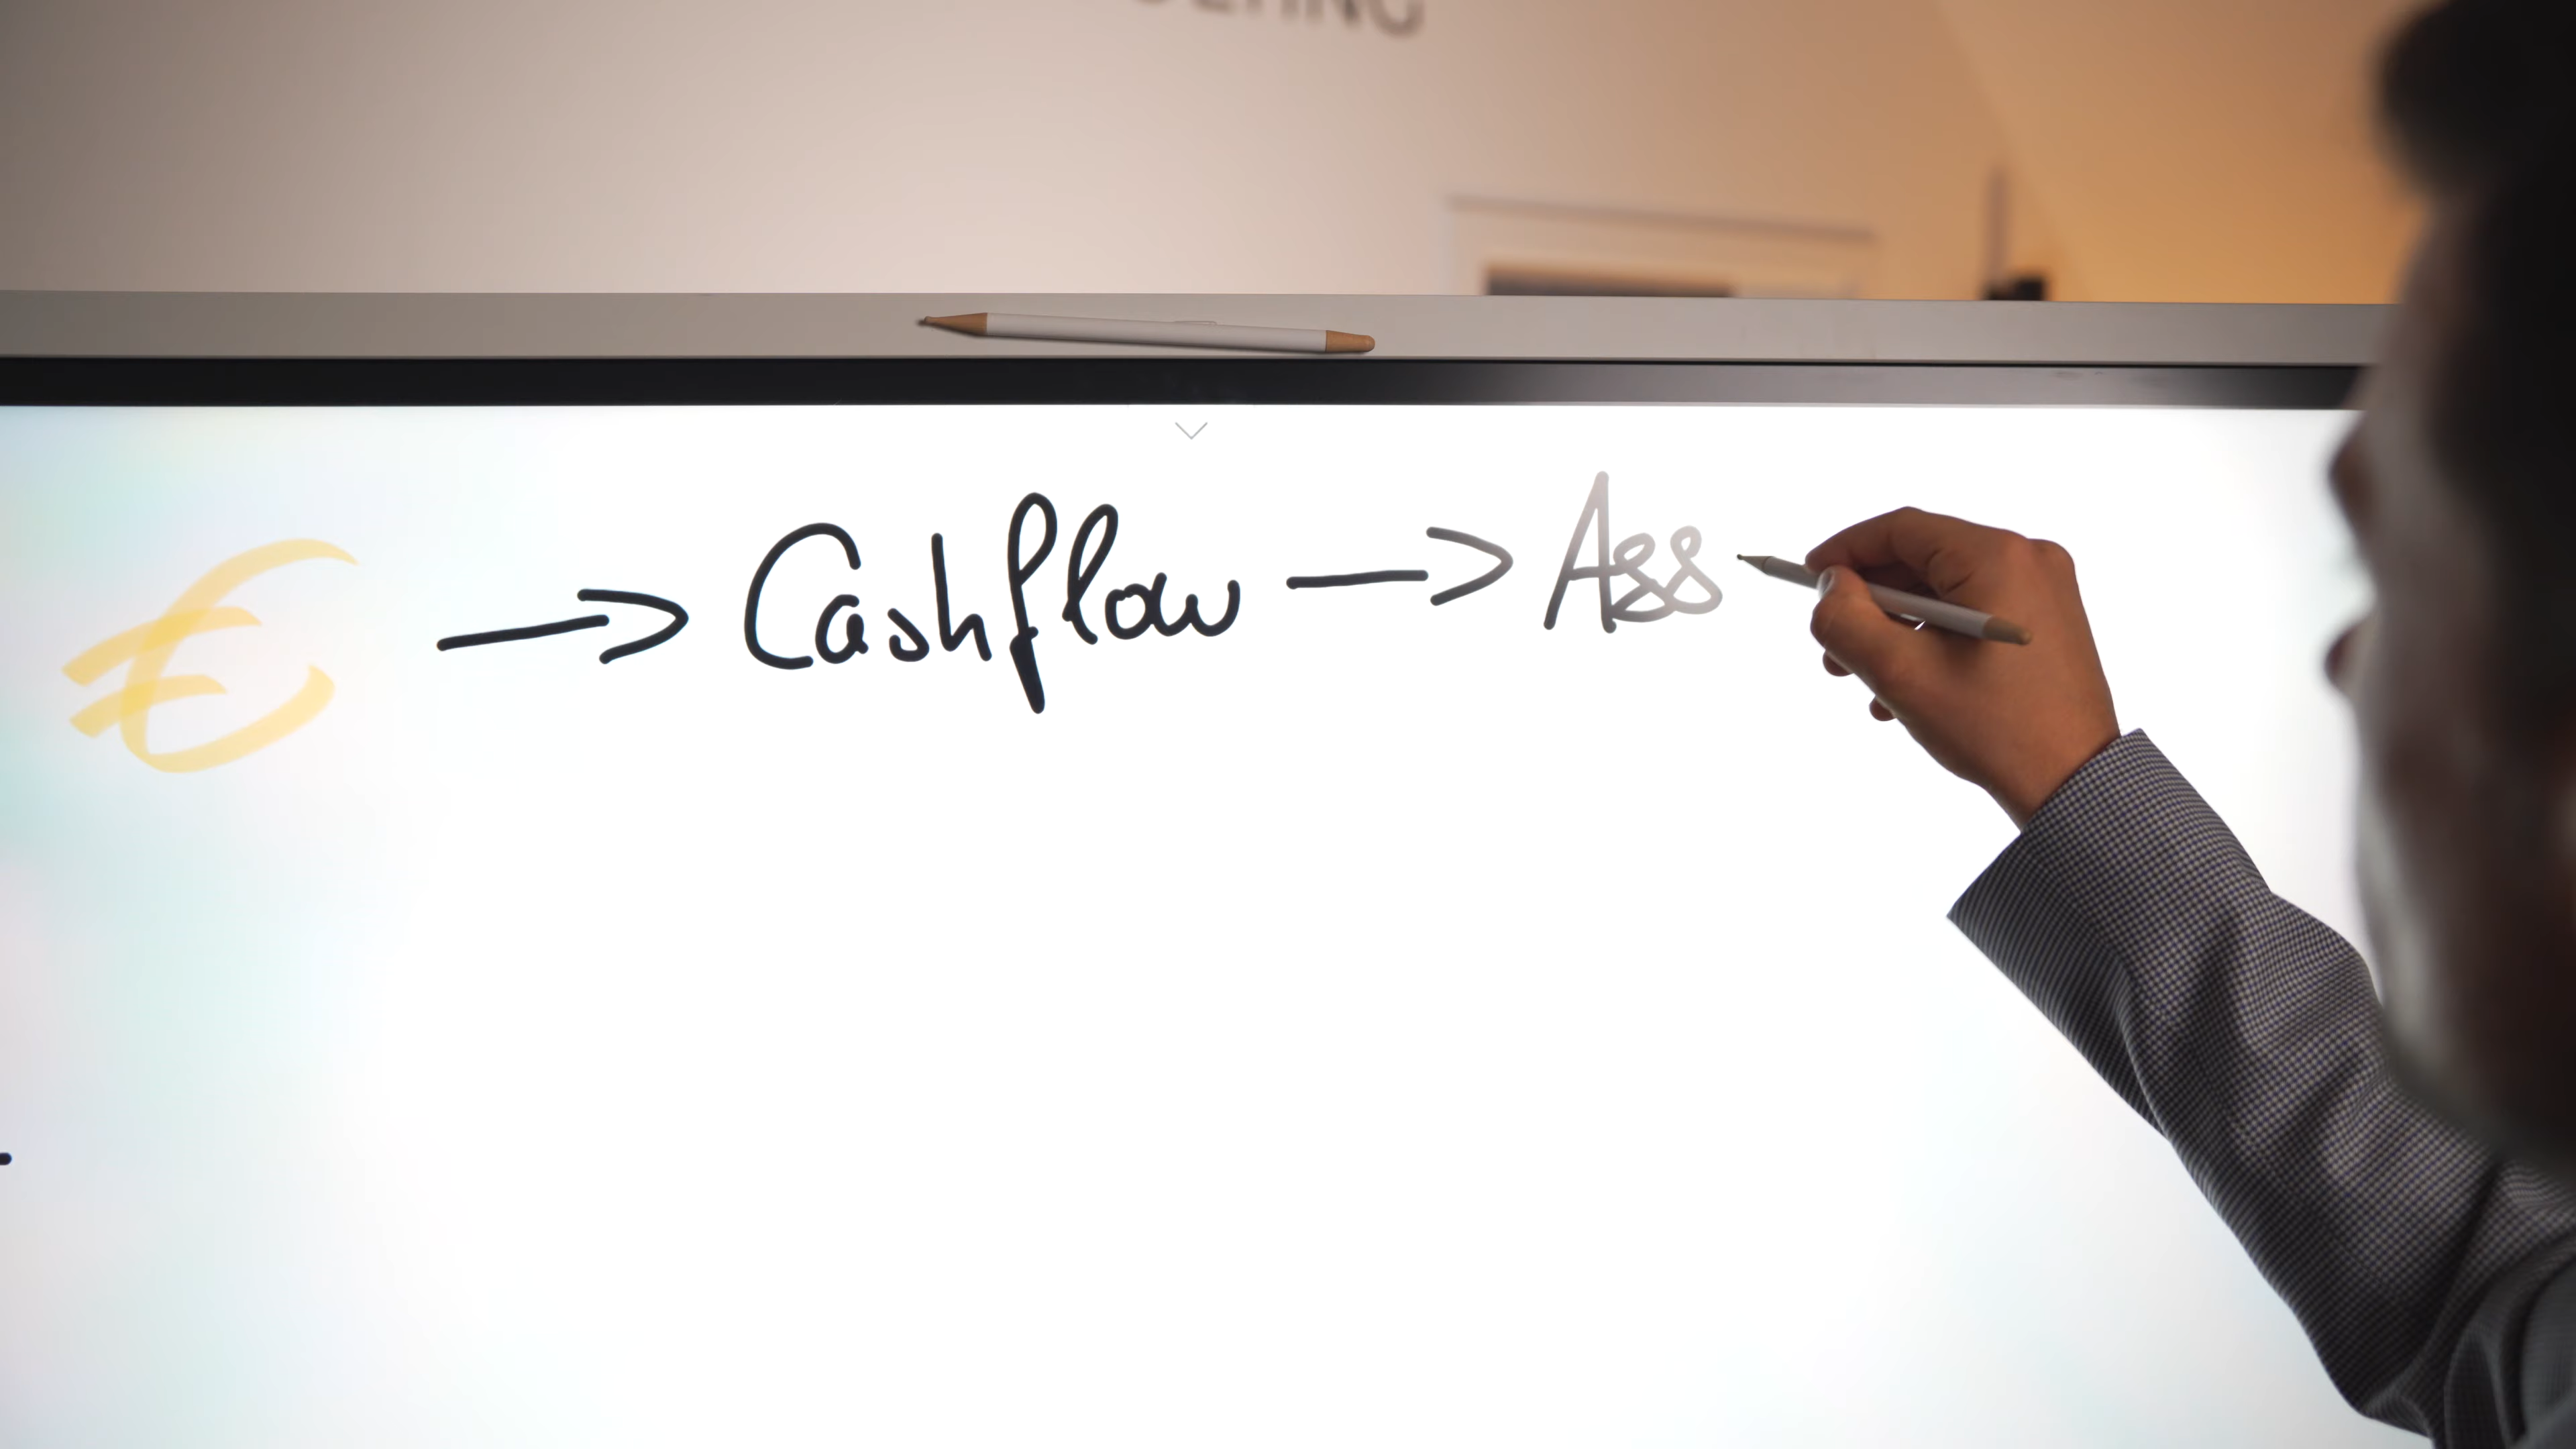 € → Cashflow → Ass